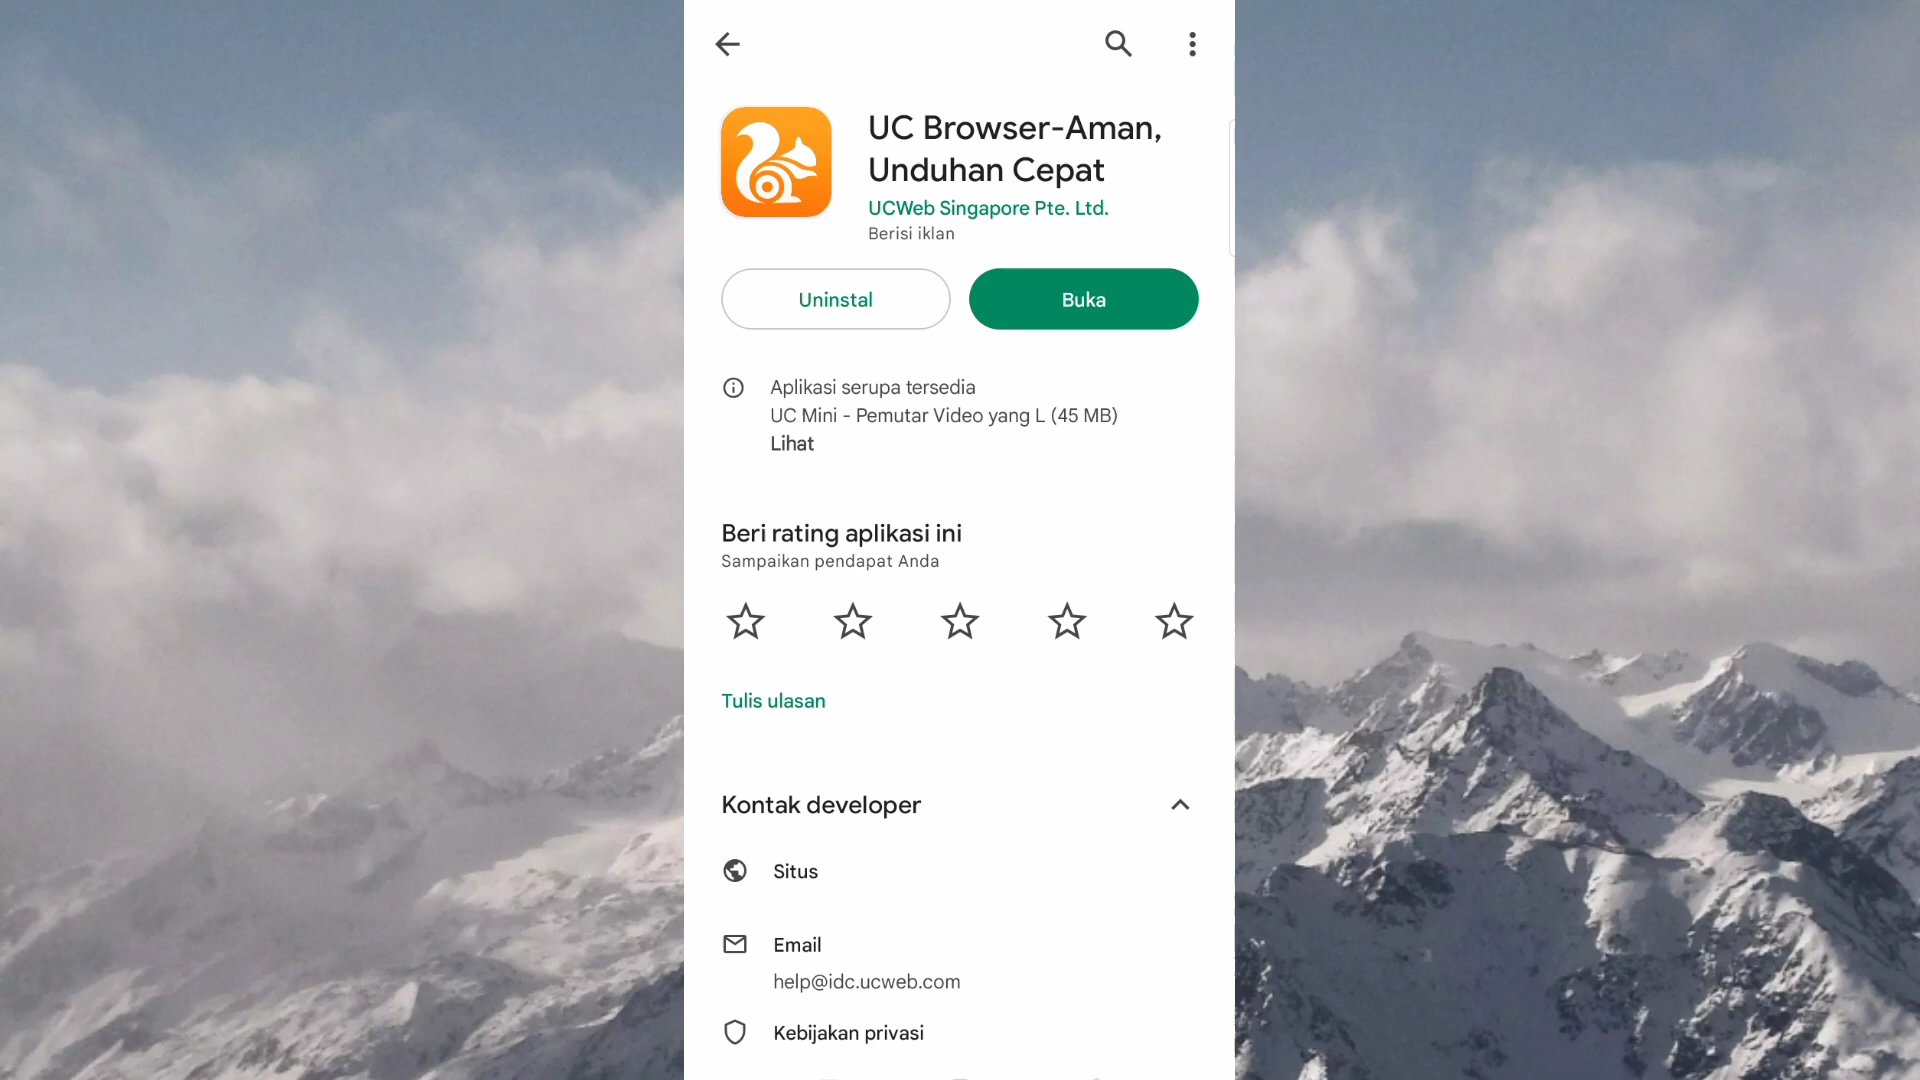 UC Browser-Aman,
Unduhan Cepat
UCWeb Singapore Pte. Ltd.
Berisi iklan
Uninstal
Buka
Aplikasi serupa tersedia
UC Mini - Pemutar Video yang L (45 MB)
Lihat
Beri rating aplikasi ini
Sampaikan pendapat Anda
Tulis ulasan
Kontak developer
Situs
Email
help@idc.ucweb.com
Kebijakan privasi